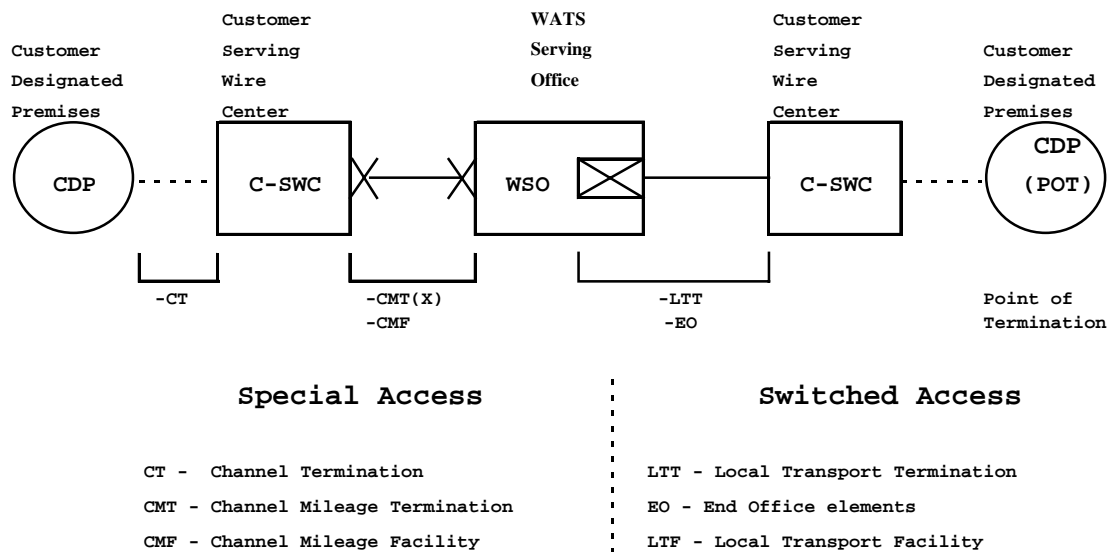 Customer
Designated
Premises
Customer
Serving
Wire
Center
WATS
Serving
Office
Customer
Serving
Wire
Center
Customer
Designated
Premises
CDP
C-SWC
WSO
C-SWC
CDP
(POT)
-CT
-CMT(X)
-CMF
-LTT
-EO
Point of
Termination
Special Access
Switched Access
CT - Channel Termination
CMT - Channel Mileage Termination
CMF - Channel Mileage Facility
LTT - Local Transport Termination
EO - End Office elements
LTF - Local Transport Facility